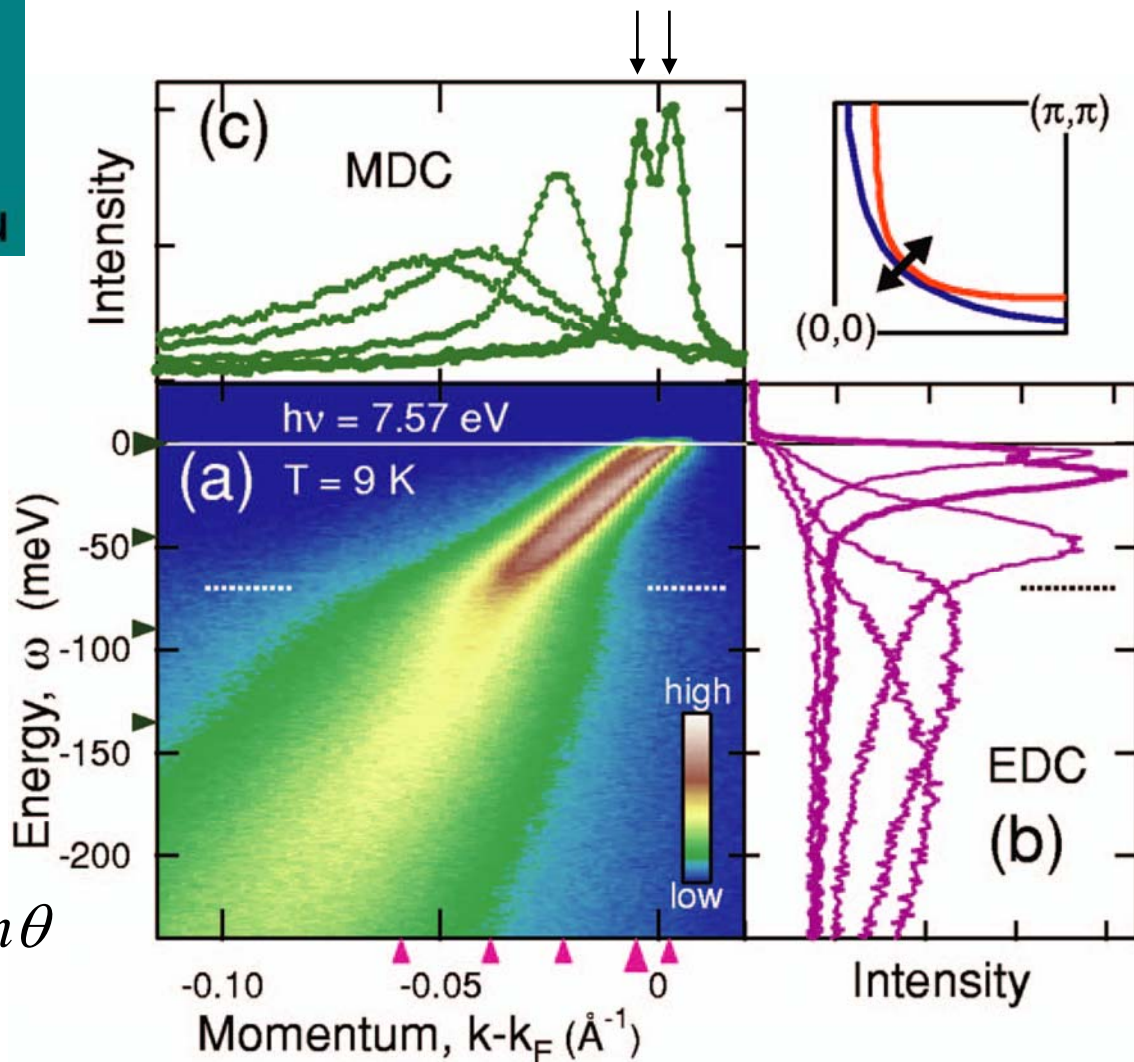 (c)
MDC
Intensity
(π,π)
(0,0)
hν = 7.57 eV
(a) T = 9 K
0
-50
-100
-150
-200
Energy, ω (meV)
high
low
EDC
(b)
-0.10 -0.05 0
Momentum, k-kF (Å-1)
Intensity
θ